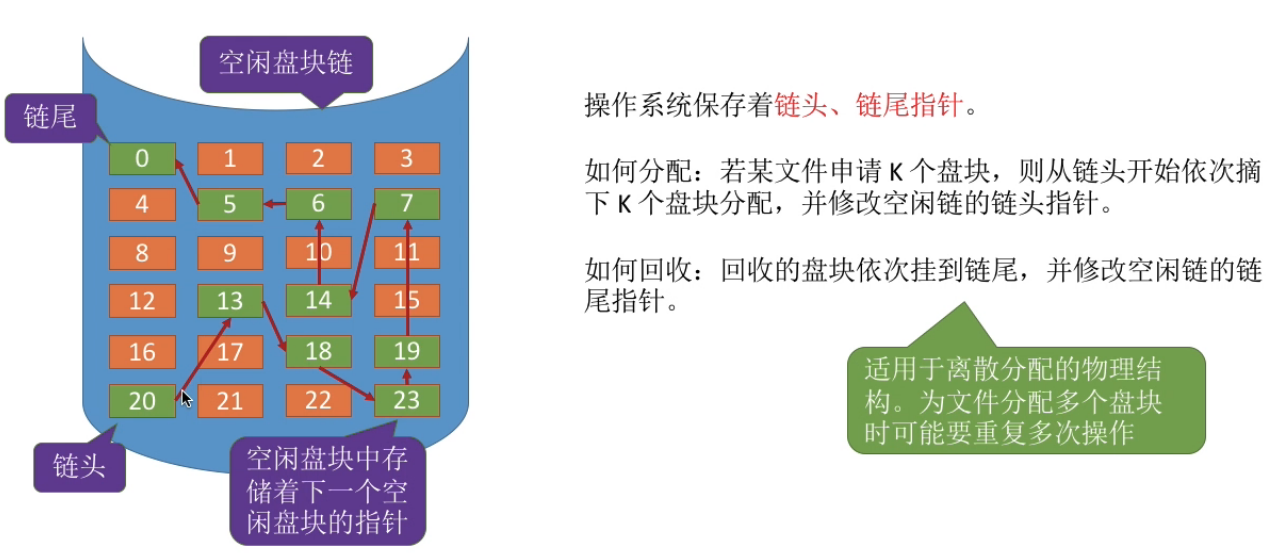 空闲盘块链
链尾
0 1 2 3
4 5 6 7
8 9 10 11
12 13 14 15
16 17 18 19
20 21 22 23
链头
空闲盘块中存
储着下一个空
闲盘块的指针
操作系统保存着链头、链尾指针。
如何分配：若某文件申请 K 个盘块，则从链头开始依次摘
下 K 个盘块分配，并修改空闲链的链头指针。
如何回收：回收的盘块依次挂到链尾，并修改空闲链的链
尾指针。
适用于离散分配的物理结
构。为文件分配多个盘块
时可能要重复多次操作